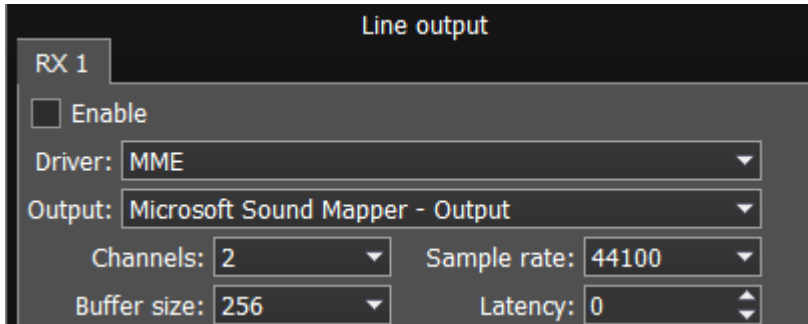 Line output
RX 1
Enable
Driver: MME
Output: Microsoft Sound Mapper - Output
Channels: 2 Sample rate: 44100
Buffer size: 256 Latency: 0